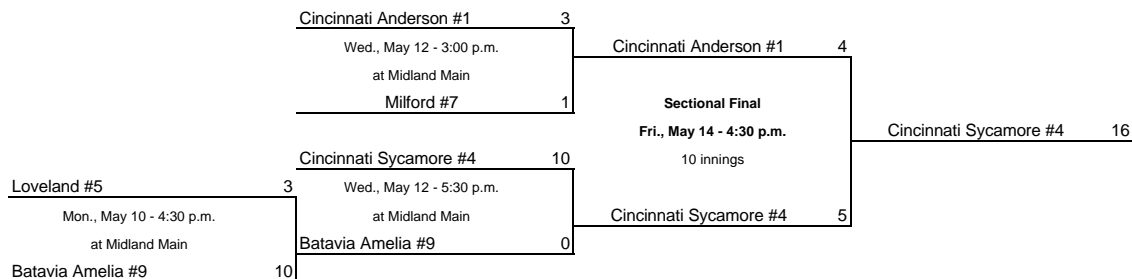 Cincinnati Anderson #1 3
Wed., May 12 - 3:00 p.m.
at Midland Main
Milford #7 1
Cincinnati Anderson #1 4
Sectional Final
Fri., May 14 - 4:30 p.m.
10 innings
Cincinnati Sycamore #4 16
Cincinnati Sycamore #4 10
Wed., May 12 - 5:30 p.m.
at Midland Main
Batavia Amelia #9 0
Cincinnati Sycamore #4 5
Loveland #5 3
Mon., May 10 - 4:30 p.m.
at Midland Main
Batavia Amelia #9 10